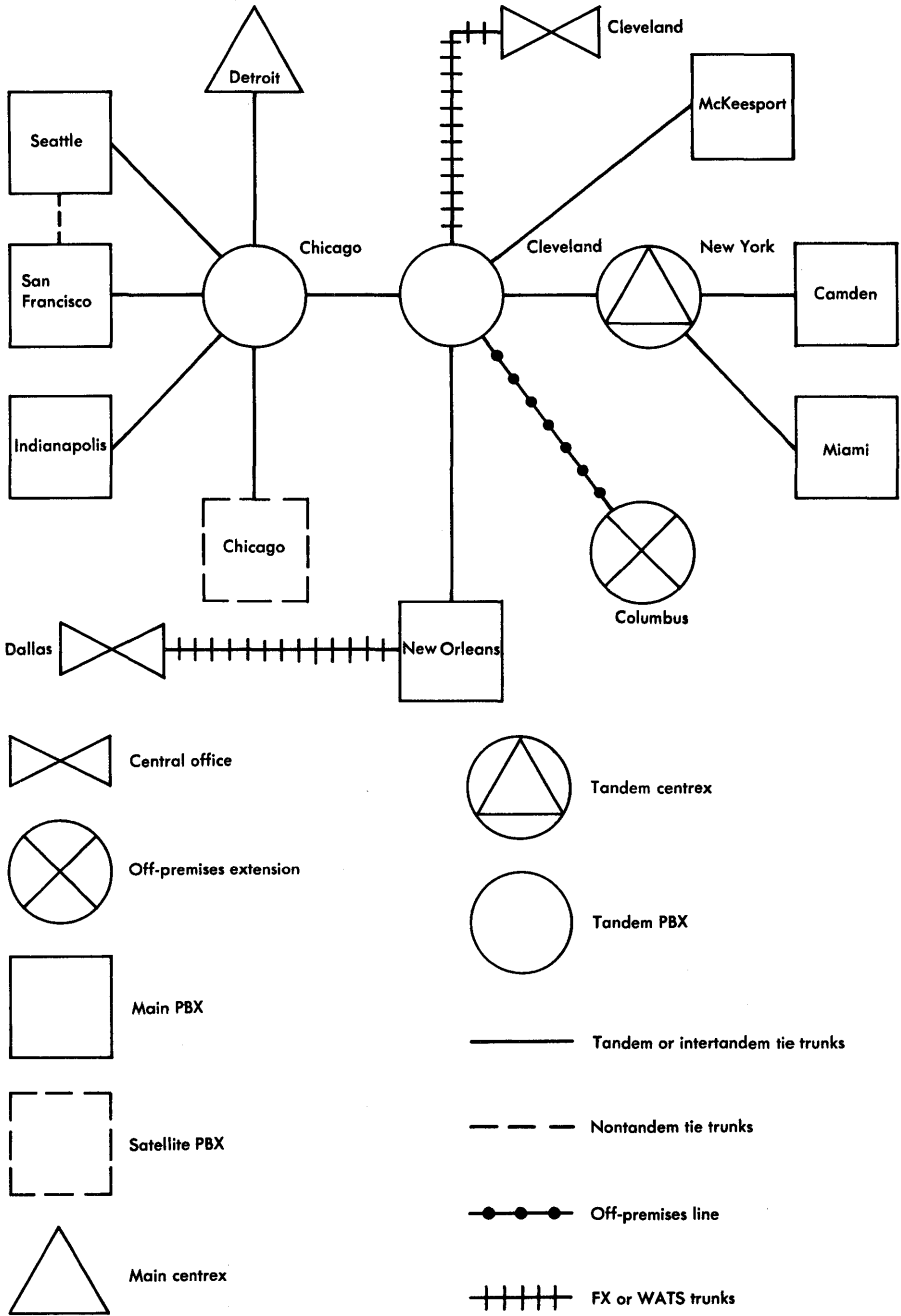 Cleveland
Detroit
McKeesport
Seattle
Chicago
Cleveland
New York
San
Francisco
Camden
Indianapolis
Miami
Chicago
Columbus
Dallas
New Orleans
Central office
Tandem centrex
Off-premises extension
Tandem PBX
Main PBX
Tandem or intertandem tie trunks
Nontandem tie trunks
Satellite PBX
Off-premises line
Main centrex
FX or WATS trunks